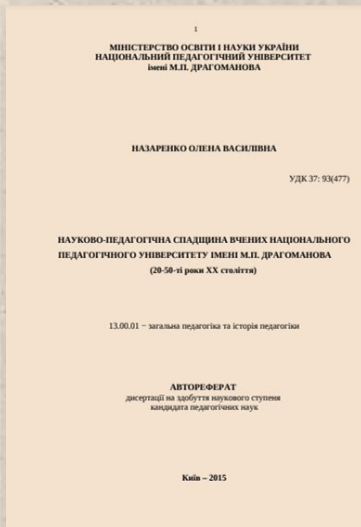 1
МІНІСТЕРСТВО ОСВІТИ І НАУКИ УКРАЇНИ
НАЦІОНАЛЬНИЙ ПЕДАГОГІЧНИЙ УНІВЕРСИТЕТ
імені М.П. ДРАГОМАНОВА
НАЗАРЕНКО ОЛЕНА ВАСИЛІВНА
УДК 37: 93(477)
НАУКОВО-ПЕДАГОГІЧНА СПАДЩИНА ВЧЕНИХ НАЦІОНАЛЬНОГО
ПЕДАГОГІЧНОГО УНІВЕРСИТЕТУ ІМЕНІ М.П. ДРАГОМАНОВА
(20-50-ті роки ХХ століття)
13.00.01 − загальна педагогіка та історія педагогіки
АВТОРЕФЕРАТ
дисертації на здобуття наукового ступеня
кандидата педагогічних наук
Київ – 2015